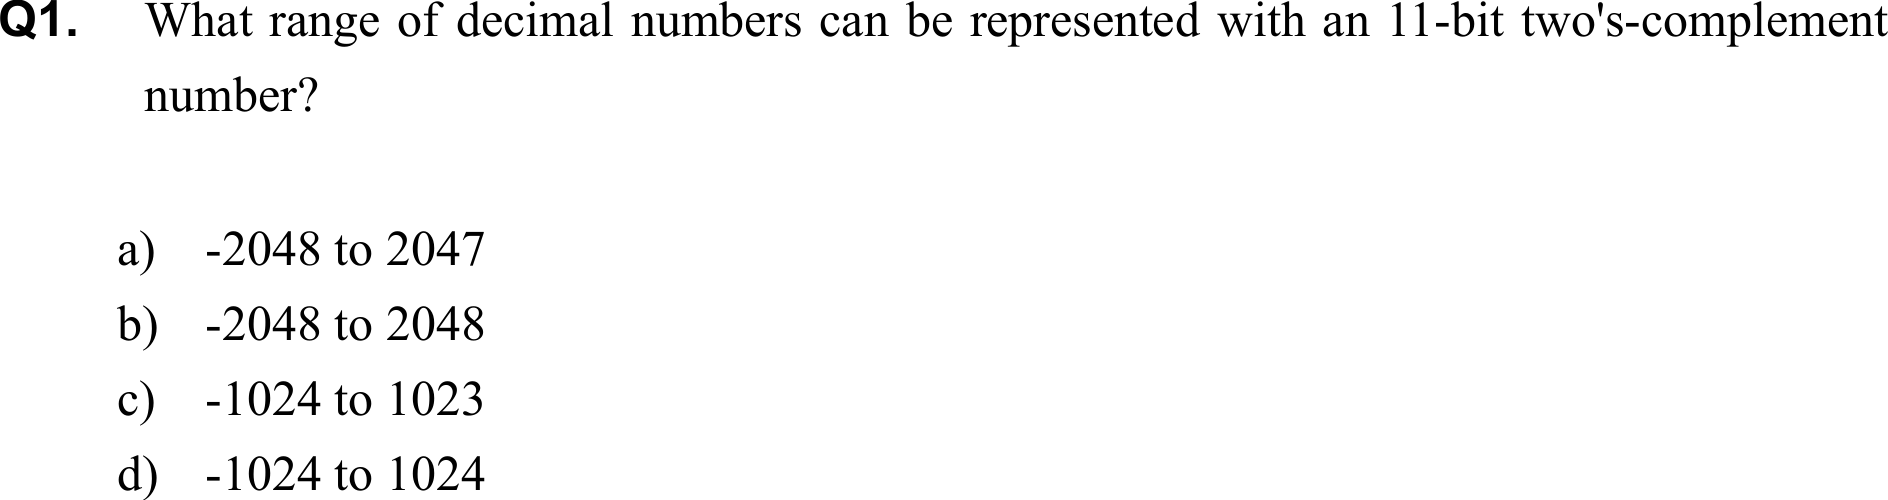 Q1. What range of decimal numbers can be represented with an 11-bit two's-complement
number?
a) -2048 to 2047
b) -2048 to 2048
c) -1024 to 1023
d) -1024 to 1024